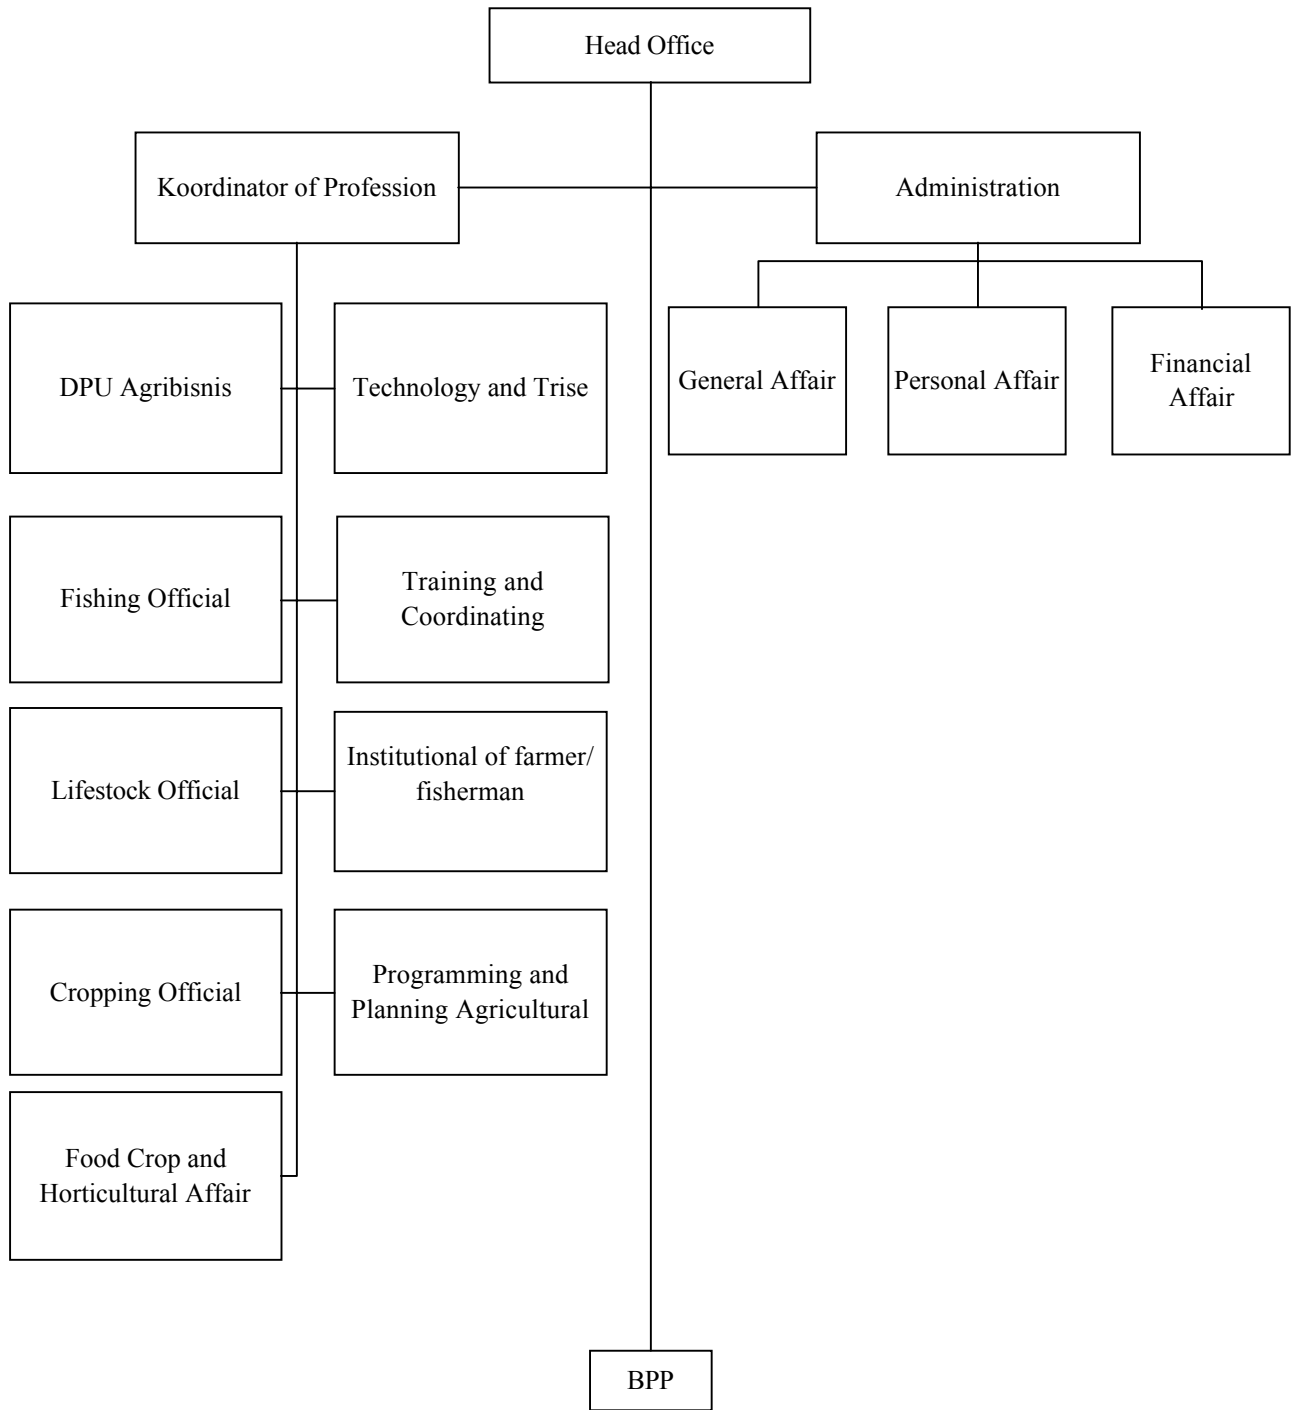 Head Office
Koordinator of Profession
Administration
DPU Agribisnis
Technology and Trise
General Affair
Personal Affair
Financial
Affair
Fishing Official
Training and
Coordinating
Lifestock Official
Institutional of farmer/
fisherman
Cropping Official
Programming and
Planning Agricultural
Food Crop and
Horticultural Affair
BPP